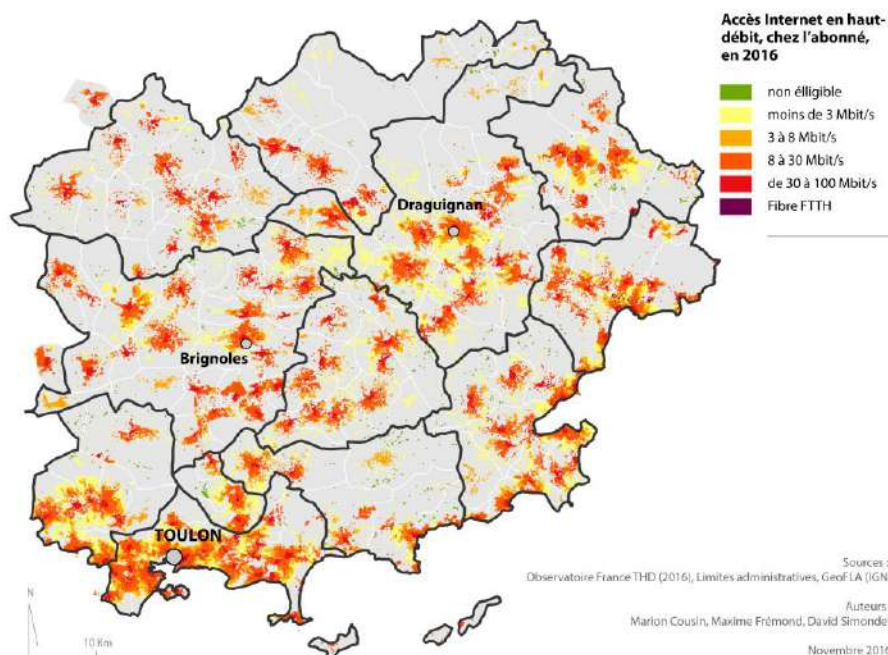 Accès Internet en haut-
débit, chez l'abonné,
en 2016
non élligible
moins de 3 Mbit/s
3 à 8 Mbit/s
8 à 30 Mbit/s
de 30 à 100 Mbit/s
Fibre FTTH
Draguignan
Brignoles
TOULON
Sources :
Observatoire France THD (2016), Limites administratives, GeoFLA (IGN
Auteurs
Marion Cousin, Maxime Frémond, David Simonde
Novembre 2016
N
10 Km